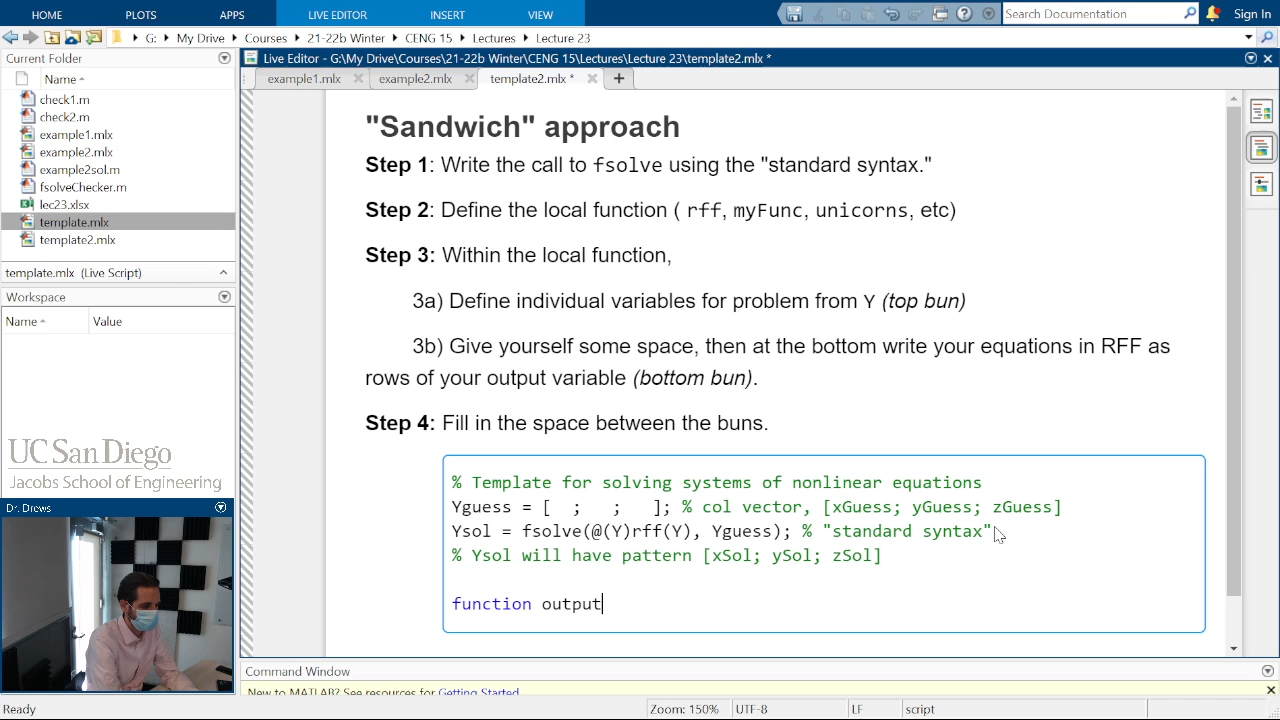 HOME
PLOTS
APPS
LIVE EDITOR
INSERT
VIEW
Search Documentation
Sign In
G: ▸ My Drive ▸ Courses ▸ 21-22b Winter ▸ CENG 15 ▸ Lectures ▸ Lecture 23
Current Folder
Live Editor - G:\My Drive\Courses\21-22b Winter\CENG 15\Lectures\Lecture 23\template2.mlx *
Name
example1.mlx
example2.mlx
template2.mlx *
check1.m
check2.m
example1.mlx
example2.mlx
example2sol.m
fsolveChecker.m
lec23.xlsx
template.mlx
template2.mlx
template.mlx (Live Script)
Workspace
Name
Value
UC San Diego
Jacobs School of Engineering
Dr. Drews
"Sandwich" approach
Step 1: Write the call to fsolve using the "standard syntax."
Step 2: Define the local function ( rff, myFunc, unicorns, etc)
Step 3: Within the local function,
3a) Define individual variables for problem from Y (top bun)
3b) Give yourself some space, then at the bottom write your equations in RFF as
rows of your output variable (bottom bun).
Step 4: Fill in the space between the buns.
% Template for solving systems of nonlinear equations
Yguess = [  ;   ;   ]; % col vector, [xGuess; yGuess; zGuess]
Ysol = fsolve(@(Y)rff(Y), Yguess); % "standard syntax"
% Ysol will have pattern [xSol; ySol; zSol]
function output
Command Window
New to MATLAB? See resources for Getting Started.
Ready
Zoom: 150%
UTF-8
LF
script